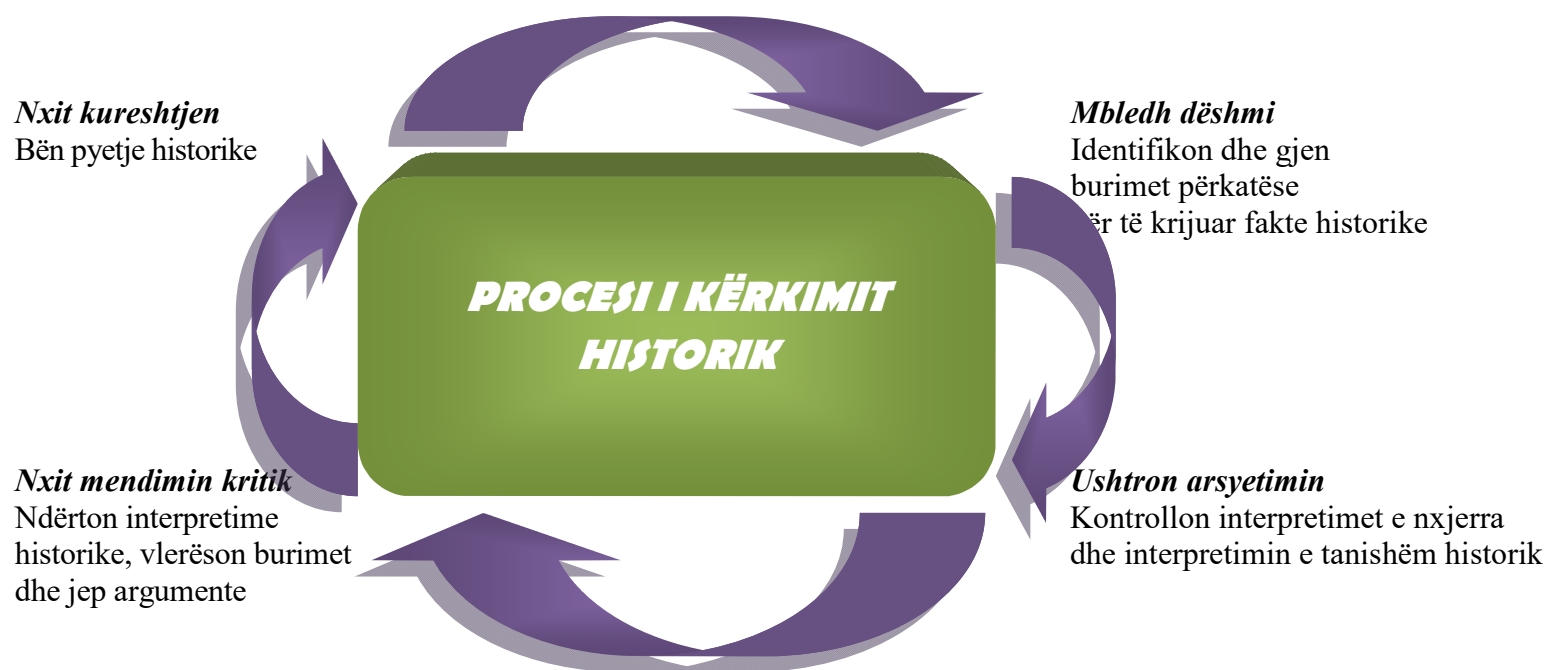 Nxit kureshtjen
Bën pyetje historike
Mbledh dëshmi
Identifikon dhe gjen
burimet përkatëse
për të krijuar fakte historike
PROCESI I KËRKIMIT
HISTORIK
Nxit mendimin kritik
Ndërton interpretime
historike, vlerëson burimet
dhe jep argumente
Ushtron arsyetimin
Kontrollon interpretimet e nxjerra
dhe interpretimin e tanishëm historik